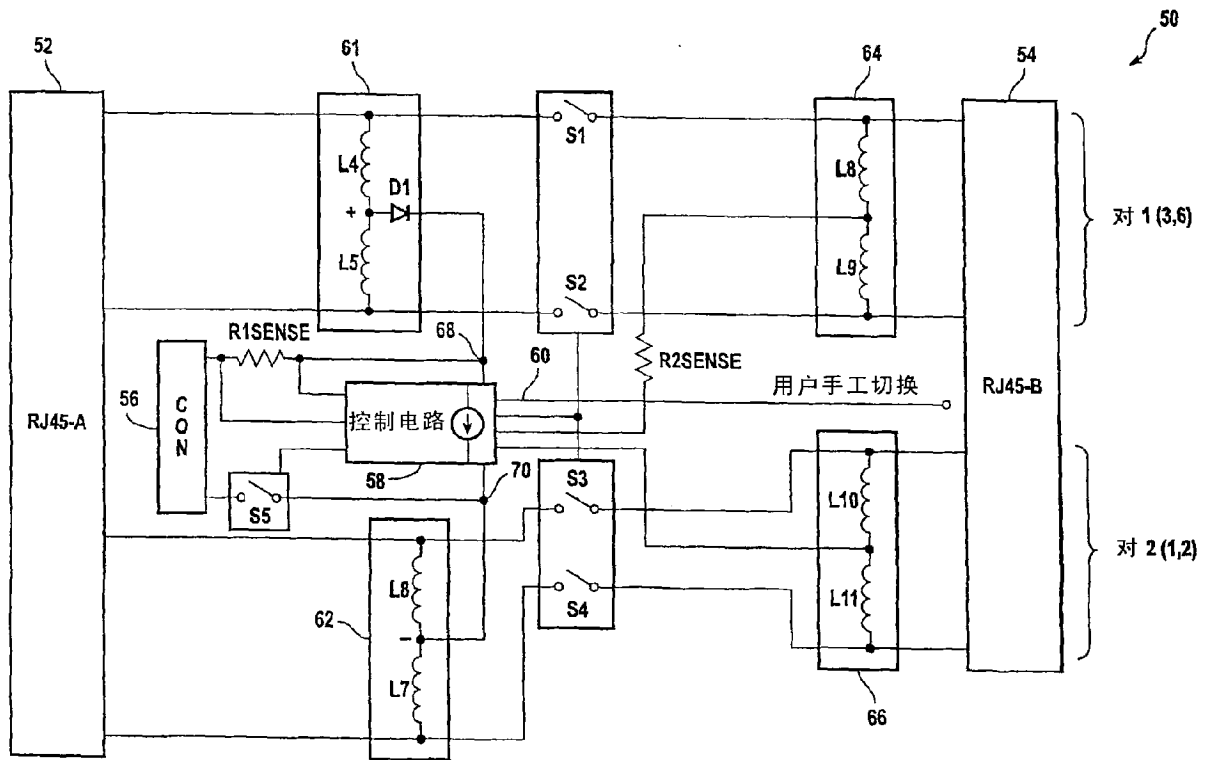 50
52
61
64
54
S1
L4
D1
+
L5
L8
L9
对 1 (3,6)
S2
R1SENSE
68
60
R2SENSE
用户手工切换
56
CON
RJ45-A
控制电路
RJ45-B
58
70
S5
S3
L10
对 2 (1,2)
L8
62
−
L7
S4
L11
66